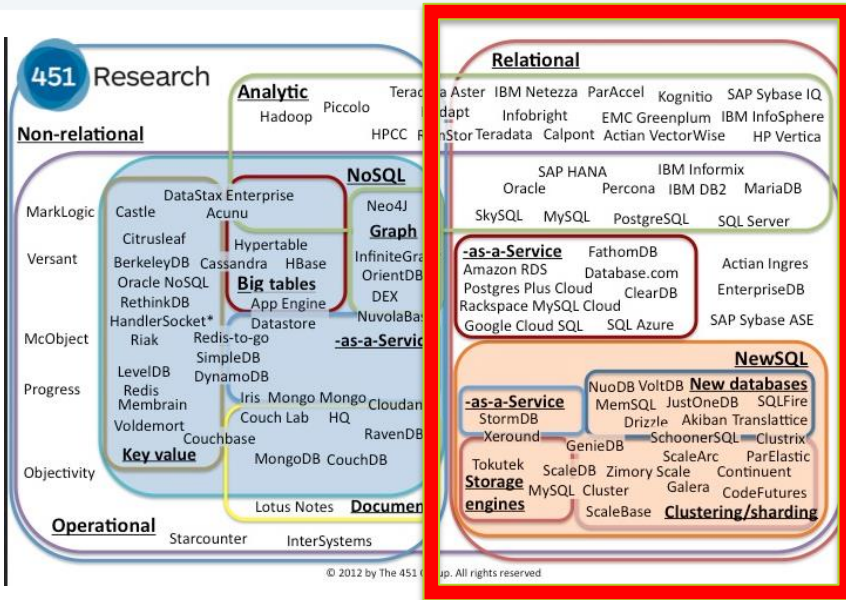 451 Research
Non-relational
Analytic
Hadoop
Piccolo
HPCC
Relational
Aster IBM Netezza ParAccel Kognitio SAP Sybase IQ
Infobright EMC Greenplum IBM InfoSphere
Teradata Calpont Actian VectorWise HP Vertica
SAP HANA IBM Informix
Oracle Percona IBM DB2 MariaDB
SkySQL MySQL PostgreSQL SQL Server
NoSQL
DataStax Enterprise
Acunu
MarkLogic
Castle
Neo4J
Graph
Citrusleaf
Hypertable
Versant
BerkeleyDB Cassandra HBase
OrientDB
Oracle NoSQL
Big tables
DEX
RethinkDB
App Engine
HandlerSocket*
Datastore
McObject
Riak
Redis-to-go
SimpleDB
LevelDB
DynamoDB
Progress
Redis
Iris Mongo Mongo
Membrain
Couch Lab HQ
Voldemort
Couchbase
RavenDB
Key value
MongoDB CouchDB
Objectivity
Lotus Notes
Operational
Starcounter
InterSystems
-as-a-Service FathomDB
Amazon RDS Database.com
Postgres Plus Cloud ClearDB
Rackspace MySQL Cloud
Google Cloud SQL SQL Azure
Actian Ingres
EnterpriseDB
SAP Sybase ASE
NewSQL
NuoDB VoltDB New databases
-as-a-Service
MemSQL JustOneDB SQLFire
StormDB
Drizzle Akiban Translattice
Xeround
SchoonerSQL Clustrix
GenieDB
ScaleArc ParElastic
Tokutek
ScaleDB Zimory Scale Continuent
Storage
engines
MySQL Cluster Galera CodeFutures
ScaleBase Clustering/sharding
© 2012 by The 451
. All rights reserved